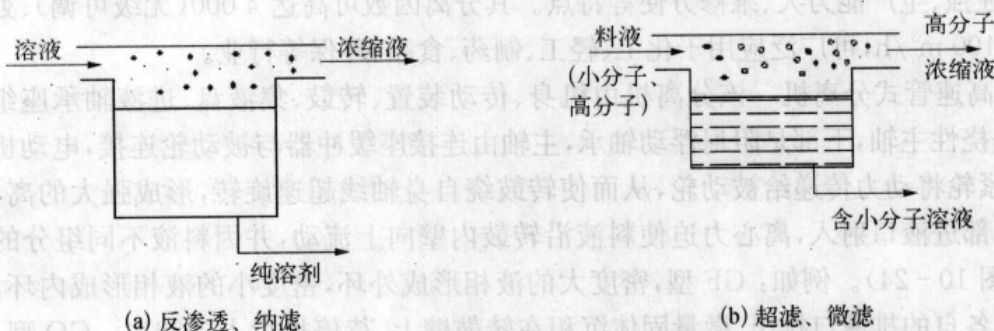 溶液
浓缩液
纯溶剂
(a) 反渗透、纳滤
料液
(小分子、
高分子)
高分子
浓缩液
含小分子溶液
(b) 超滤、微滤